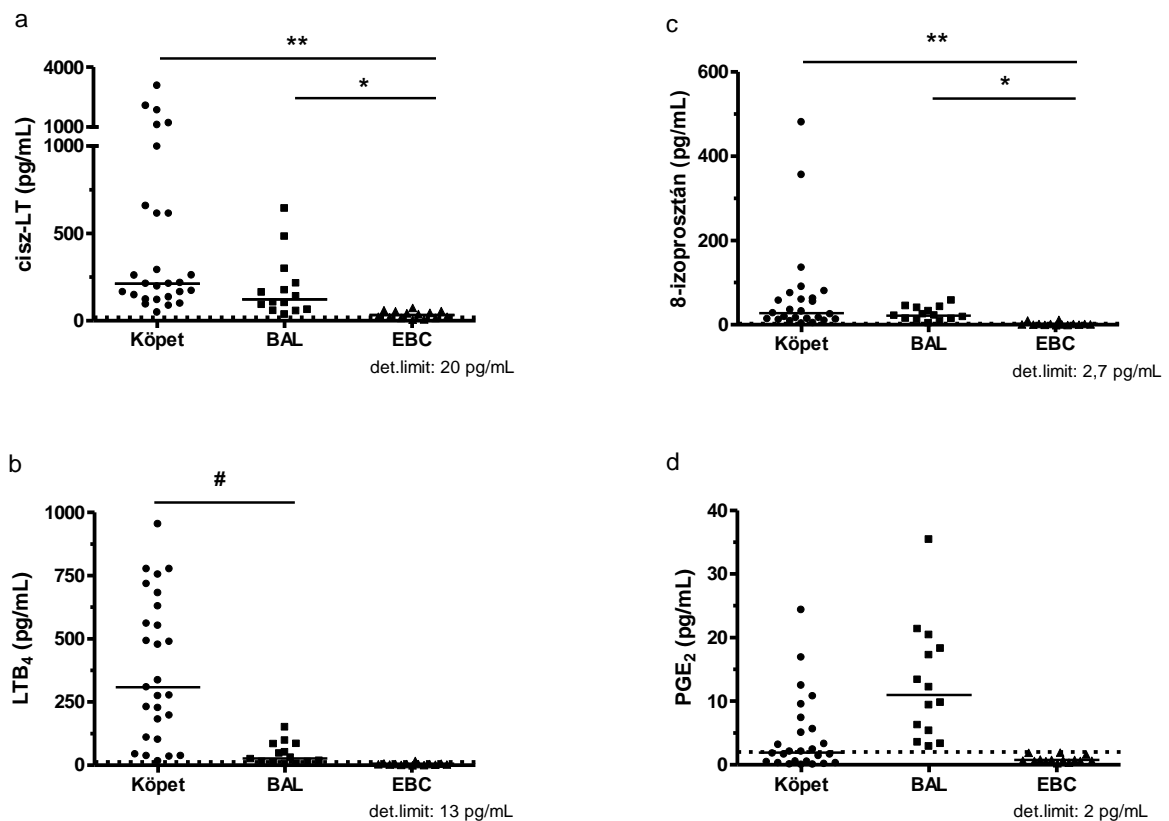 a
**
*
cisz-LT (pg/mL)
4000
1000
1000
500
250
0
Köpet BAL EBC
det.limit: 20 pg/mL
c
**
*
8-izoprosztán (pg/mL)
600
400
200
0
Köpet BAL EBC
det.limit: 2,7 pg/mL
b
#
LTB₄ (pg/mL)
1000
750
500
250
0
Köpet BAL EBC
det.limit: 13 pg/mL
d
PGE₂ (pg/mL)
40
30
20
10
0
Köpet BAL EBC
det.limit: 2 pg/mL